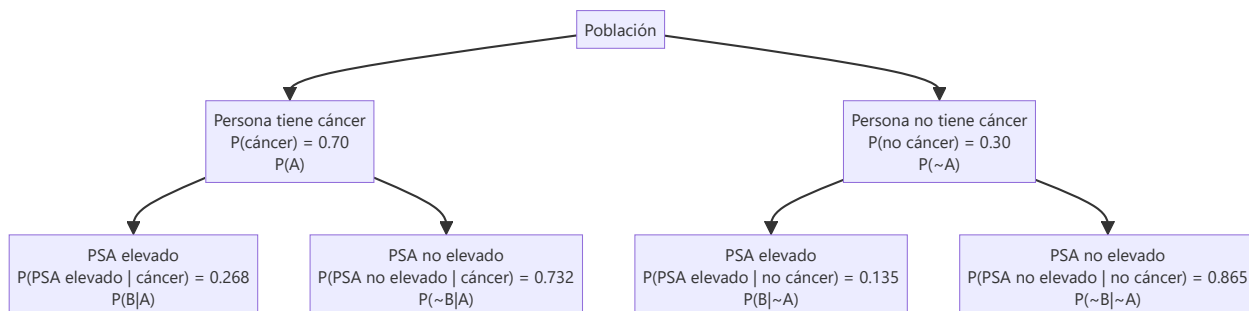 Población
Persona tiene cáncer
P(cáncer) = 0.70
P(A)
Persona no tiene cáncer
P(no cáncer) = 0.30
P(~A)
PSA elevado
P(PSA elevado | cáncer) = 0.268
P(B|A)
PSA no elevado
P(PSA no elevado | cáncer) = 0.732
P(~B|A)
PSA elevado
P(PSA elevado | no cáncer) = 0.135
P(B|~A)
PSA no elevado
P(PSA no elevado | no cáncer) = 0.865
P(~B|~A)